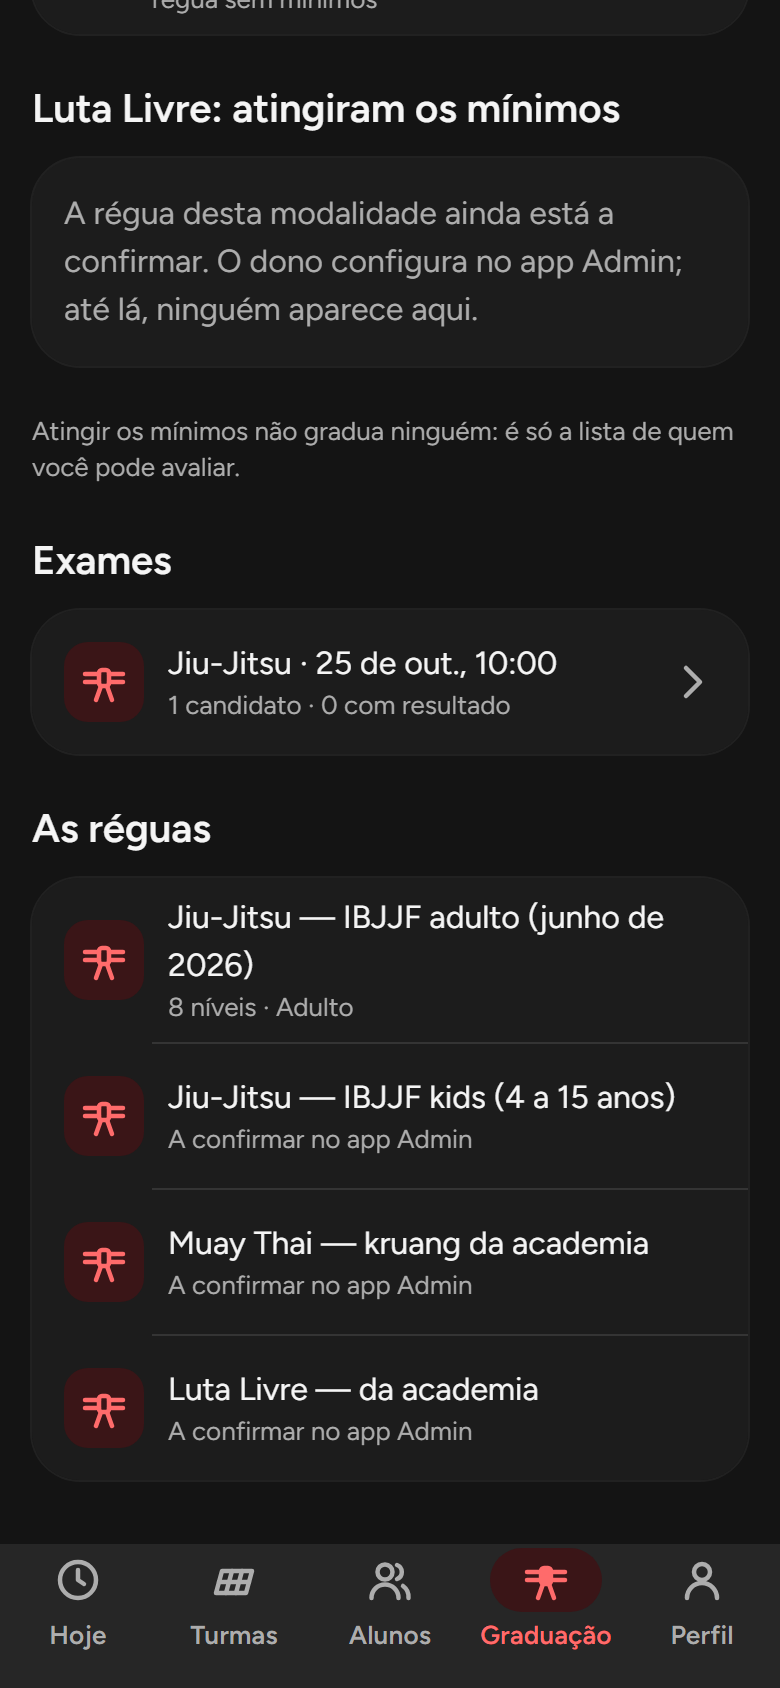 régua sem mínimos
Luta Livre: atingiram os mínimos
A régua desta modalidade ainda está a
confirmar. O dono configura no app Admin;
até lá, ninguém aparece aqui.
Atingir os mínimos não gradua ninguém: é só a lista de quem
você pode avaliar.
Exames
Jiu-Jitsu · 25 de out., 10:00
1 candidato · 0 com resultado
As réguas
Jiu-Jitsu — IBJJF adulto (junho de
2026)
8 níveis · Adulto
Jiu-Jitsu — IBJJF kids (4 a 15 anos)
A confirmar no app Admin
Muay Thai — kruang da academia
A confirmar no app Admin
Luta Livre — da academia
A confirmar no app Admin
Hoje
Turmas
Alunos
Graduação
Perfil